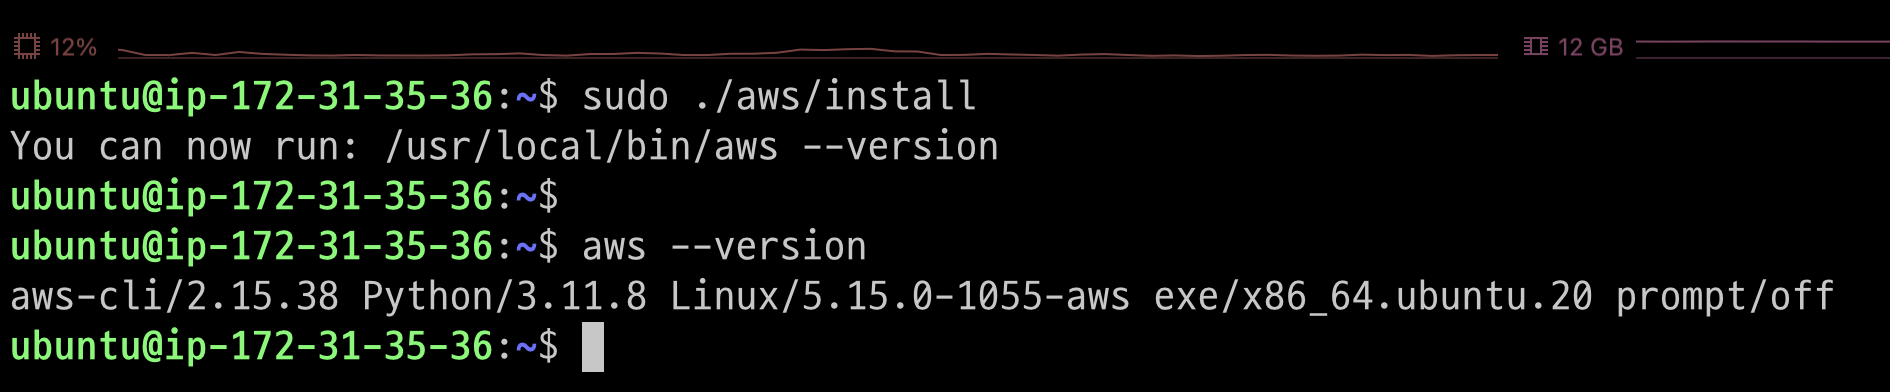 12% 12 GB
ubuntu@ip-172-31-35-36:~$ sudo ./aws/install
You can now run: /usr/local/bin/aws --version
ubuntu@ip-172-31-35-36:~$
ubuntu@ip-172-31-35-36:~$ aws --version
aws-cli/2.15.38 Python/3.11.8 Linux/5.15.0-1055-aws exe/x86_64.ubuntu.20 prompt/off
ubuntu@ip-172-31-35-36:~$